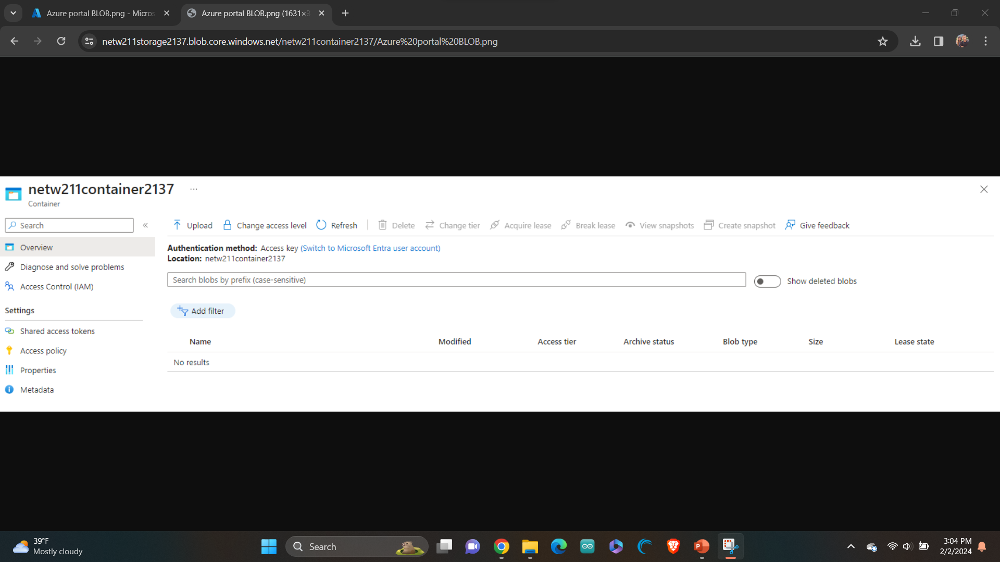 Azure portal BLOB.png - Micros
Azure portal BLOB.png (1631×3
netw211storage2137.blob.core.windows.net/netw211container2137/Azure%20portal%20BLOB.png
netw211container2137 ...
Container
Search «
Upload Change access level Refresh Delete Change tier Acquire lease Break lease View snapshots Create snapshot Give feedback
Overview
Diagnose and solve problems
Access Control (IAM)
Settings
Shared access tokens
Access policy
Properties
Metadata
Authentication method: Access key (Switch to Microsoft Entra user account)
Location: netw211container2137
Search blobs by prefix (case-sensitive)
Show deleted blobs
Add filter
Name Modified Access tier Archive status Blob type Size Lease state
No results
39°F
Mostly cloudy
Search
3:04 PM
2/2/2024